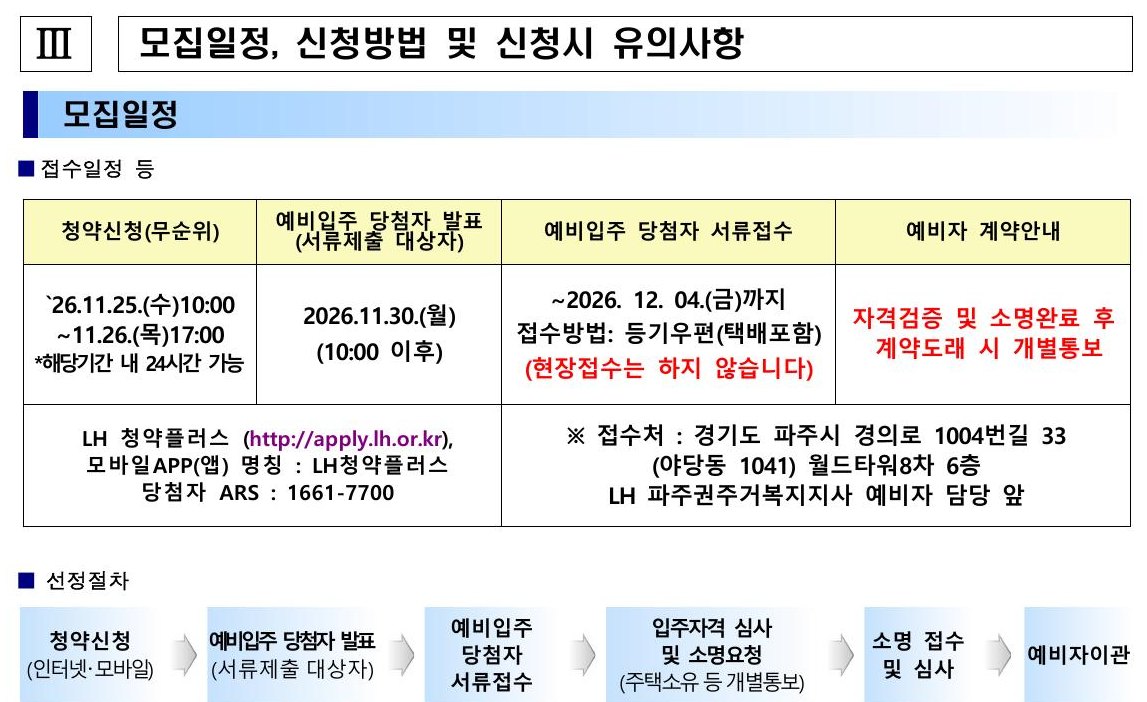 Ⅲ
모집일정, 신청방법 및 신청시 유의사항
모집일정
■ 접수일정 등
청약신청(무순위)
예비입주 당첨자 발표
(서류제출 대상자)
예비입주 당첨자 서류접수
예비자 계약안내
`26.11.25.(수)10:00
~11.26.(목)17:00
*해당기간 내 24시간 가능
2026.11.30.(월)
(10:00 이후)
~2026. 12. 04.(금)까지
접수방법: 등기우편(택배포함)
(현장접수는 하지 않습니다)
자격검증 및 소명완료 후
계약도래 시 개별통보
LH 청약플러스 (http://apply.lh.or.kr),
모바일APP(앱) 명칭 : LH청약플러스
당첨자 ARS : 1661-7700
※ 접수처 : 경기도 파주시 경의로 1004번길 33
(야당동 1041) 월드타워8차 6층
LH 파주권주거복지지사 예비자 담당 앞
■ 선정절차
청약신청
(인터넷·모바일)
예비입주 당첨자 발표
(서류제출 대상자)
예비입주
당첨자
서류접수
입주자격 심사
및 소명요청
(주택소유 등 개별통보)
소명 접수
및 심사
예비자이관